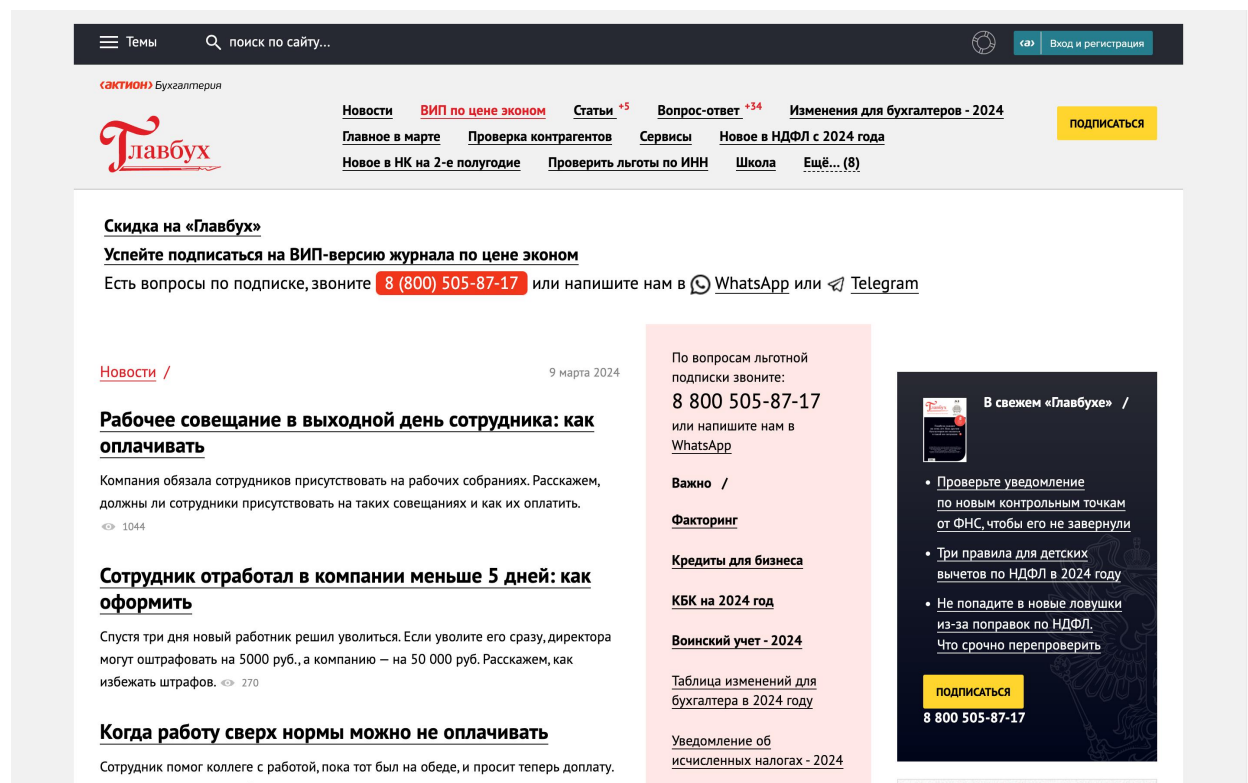 Темы
поиск по сайту...
‹а›
Вход и регистрация
‹актион› Бухгалтерия
Главбух
Новости ВИП по цене эконом Статьи +5 Вопрос-ответ +34 Изменения для бухгалтеров - 2024
Главное в марте Проверка контрагентов Сервисы Новое в НДФЛ с 2024 года
Новое в НК на 2-е полугодие Проверить льготы по ИНН Школа Ещё... (8)
ПОДПИСАТЬСЯ
Скидка на «Главбух»
Успейте подписаться на ВИП-версию журнала по цене эконом
Есть вопросы по подписке, звоните 8 (800) 505-87-17 или напишите нам в WhatsApp или Telegram
Новости /
9 марта 2024
Рабочее совещание в выходной день сотрудника: как
оплачивать
Компания обязала сотрудников присутствовать на рабочих собраниях. Расскажем,
должны ли сотрудники присутствовать на таких совещаниях и как их оплатить.
1044
Сотрудник отработал в компании меньше 5 дней: как
оформить
Спустя три дня новый работник решил уволиться. Если уволите его сразу, директора
могут оштрафовать на 5000 руб., а компанию — на 50 000 руб. Расскажем, как
избежать штрафов. 270
Когда работу сверх нормы можно не оплачивать
Сотрудник помог коллеге с работой, пока тот был на обеде, и просит теперь доплату.
По вопросам льготной
подписки звоните:
8 800 505-87-17
или напишите нам в
WhatsApp
Важно /
Факторинг
Кредиты для бизнеса
КБК на 2024 год
Воинский учет - 2024
Таблица изменений для
бухгалтера в 2024 году
Уведомление об
исчисленных налогах - 2024
Главбух
В свежем «Главбухе» /
• Проверьте уведомление
по новым контрольным точкам
от ФНС, чтобы его не завернули
• Три правила для детских
вычетов по НДФЛ в 2024 году
• Не попадите в новые ловушки
из-за поправок по НДФЛ.
Что срочно перепроверить
ПОДПИСАТЬСЯ
8 800 505-87-17